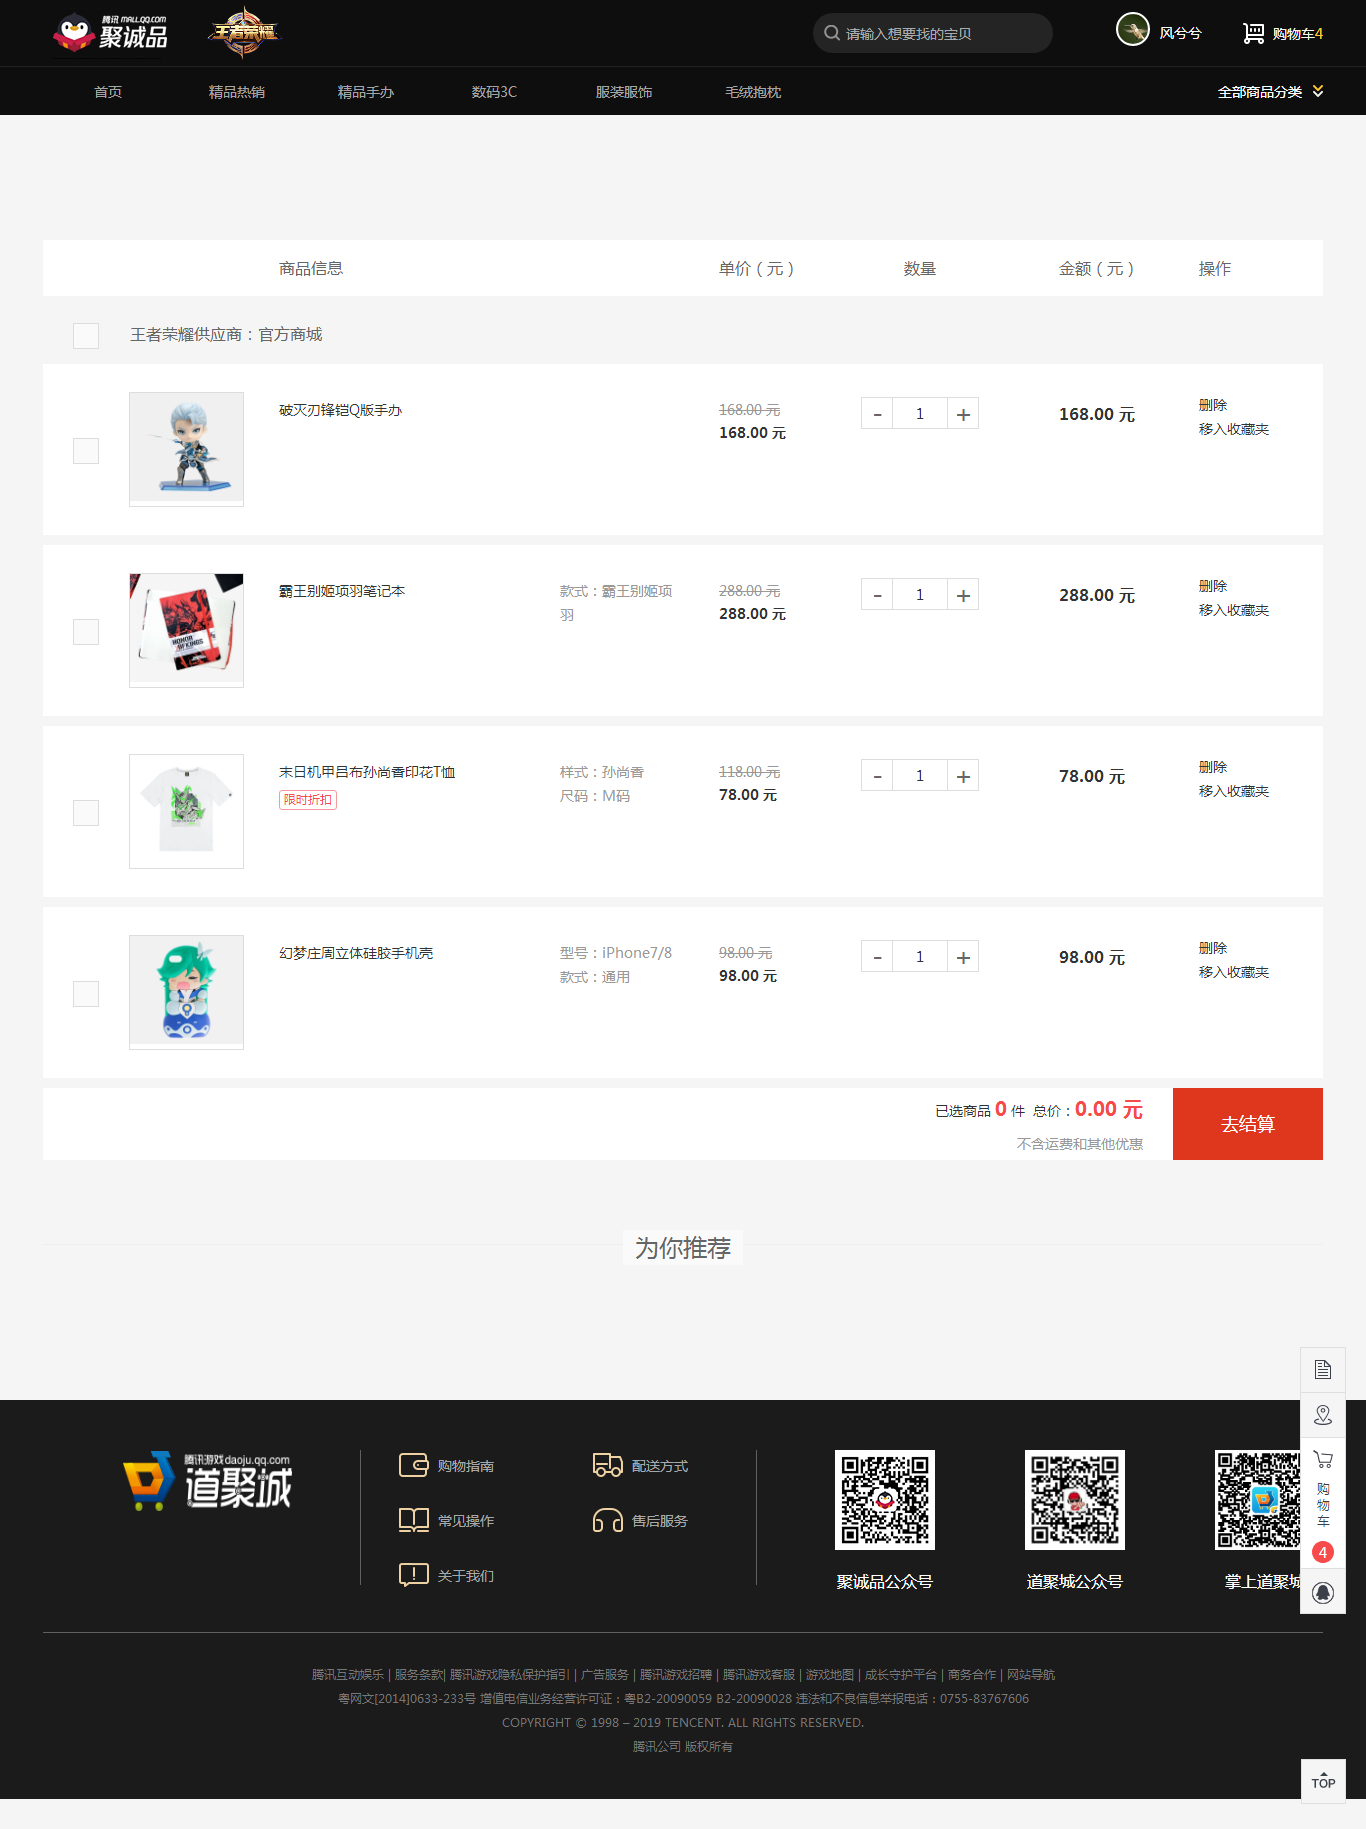 腾讯 MALL.QQ.COM
聚诚品
王者荣耀
请输入想要找的宝贝
风兮兮
购物车4
首页 精品热销 精品手办 数码3C 服装服饰 毛绒抱枕 全部商品分类
商品信息 单价（元） 数量 金额（元） 操作
王者荣耀供应商：官方商城
破灭刃锋铠Q版手办 168.00 元 - 1 + 168.00 元 删除
168.00 元 移入收藏夹
霸王别姬项羽笔记本 款式：霸王别姬项 288.00 元 - 1 + 288.00 元 删除
羽 288.00 元 移入收藏夹
HONOR
OF KINGS
末日机甲吕布孙尚香印花T恤 样式：孙尚香 118.00 元 - 1 + 78.00 元 删除
限时折扣 尺码：M码 78.00 元 移入收藏夹
幻梦庄周立体硅胶手机壳 型号：iPhone7/8 98.00 元 - 1 + 98.00 元 删除
款式：通用 98.00 元 移入收藏夹
已选商品 0 件 总价：0.00 元
不含运费和其他优惠
去结算
为你推荐
腾讯游戏daoju.qq.com
道聚城
购物指南 配送方式
常见操作 售后服务
关于我们
聚诚品公众号 道聚城公众号 掌上道聚城
购
物
车
4
腾讯互动娱乐 | 服务条款| 腾讯游戏隐私保护指引 | 广告服务 | 腾讯游戏招聘 | 腾讯游戏客服 | 游戏地图 | 成长守护平台 | 商务合作 | 网站导航
粤网文[2014]0633-233号 增值电信业务经营许可证：粤B2-20090059 B2-20090028 违法和不良信息举报电话：0755-83767606
COPYRIGHT © 1998 – 2019 TENCENT. ALL RIGHTS RESERVED.
腾讯公司 版权所有
TOP